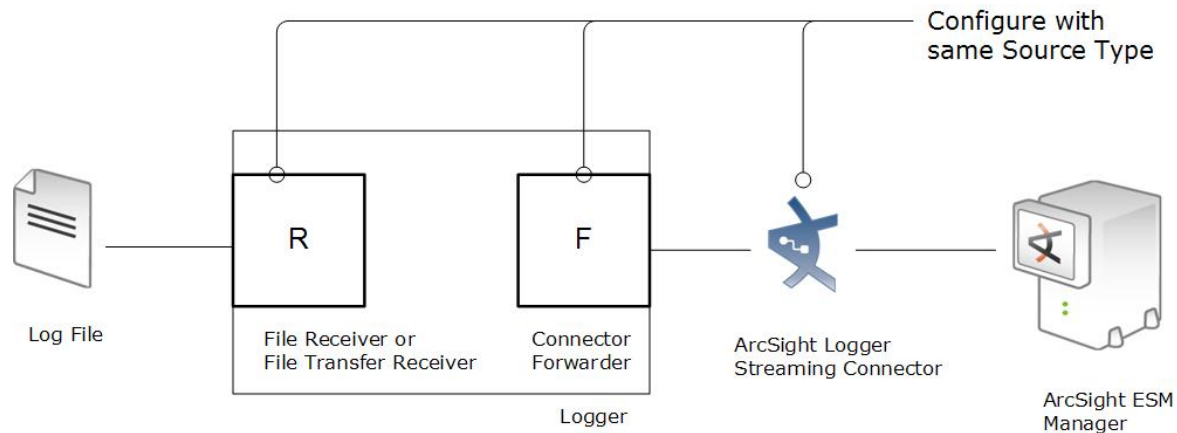 Configure with
same Source Type
R
F
Log File
File Receiver or
File Transfer Receiver
Connector
Forwarder
ArcSight Logger
Streaming Connector
Logger
ArcSight ESM
Manager